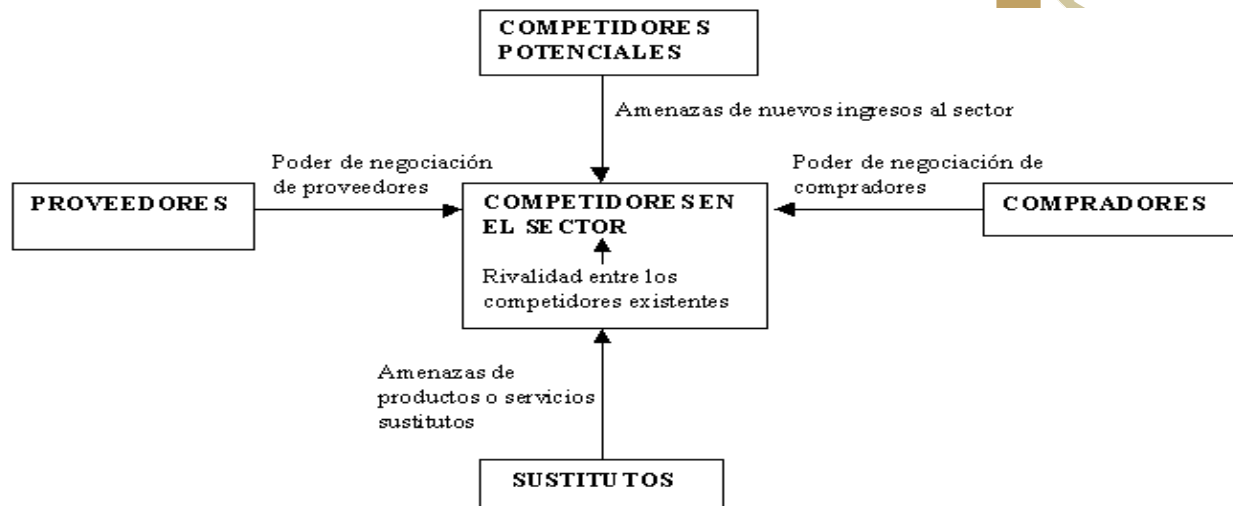 COMPETIDORES
POTENCIALES
Amenazas de nuevos ingresos al sector
Poder de negociación
de proveedores
Poder de negociación de
compradores
PROVEEDORES
COMPETIDORES EN
EL SECTOR
COMPRADORES
Rivalidad entre los
competidores existentes
Amenazas de
productos o servicios
sustitutos
SUSTITUTOS